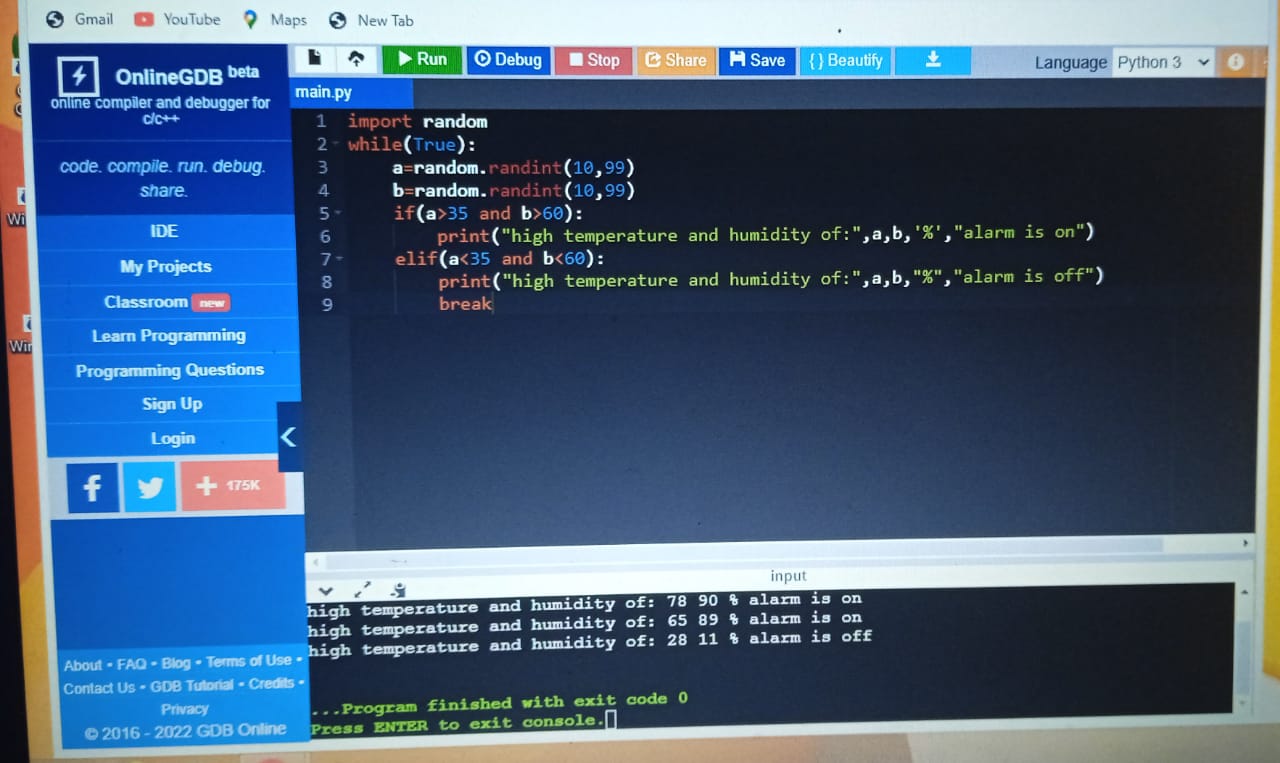 Gmail YouTube Maps New Tab
OnlineGDB beta
online compiler and debugger for
c/c++
code. compile. run. debug.
share.
IDE
My Projects
Classroom new
Learn Programming
Programming Questions
Sign Up
Login
f + 175K
About • FAQ • Blog • Terms of Use •
Contact Us • GDB Tutorial • Credits •
Privacy
© 2016 - 2022 GDB Online
Run Debug Stop Share Save { } Beautify Language Python 3 i
main.py
1 import random
2 while(True):
3     a=random.randint(10,99)
4     b=random.randint(10,99)
5     if(a>35 and b>60):
6         print("high temperature and humidity of:",a,b,'%',"alarm is on")
7     elif(a<35 and b<60):
8         print("high temperature and humidity of:",a,b,"%","alarm is off")
9         break
input
high temperature and humidity of: 78 90 % alarm is on
high temperature and humidity of: 65 89 % alarm is on
high temperature and humidity of: 28 11 % alarm is off
...Program finished with exit code 0
Press ENTER to exit console.